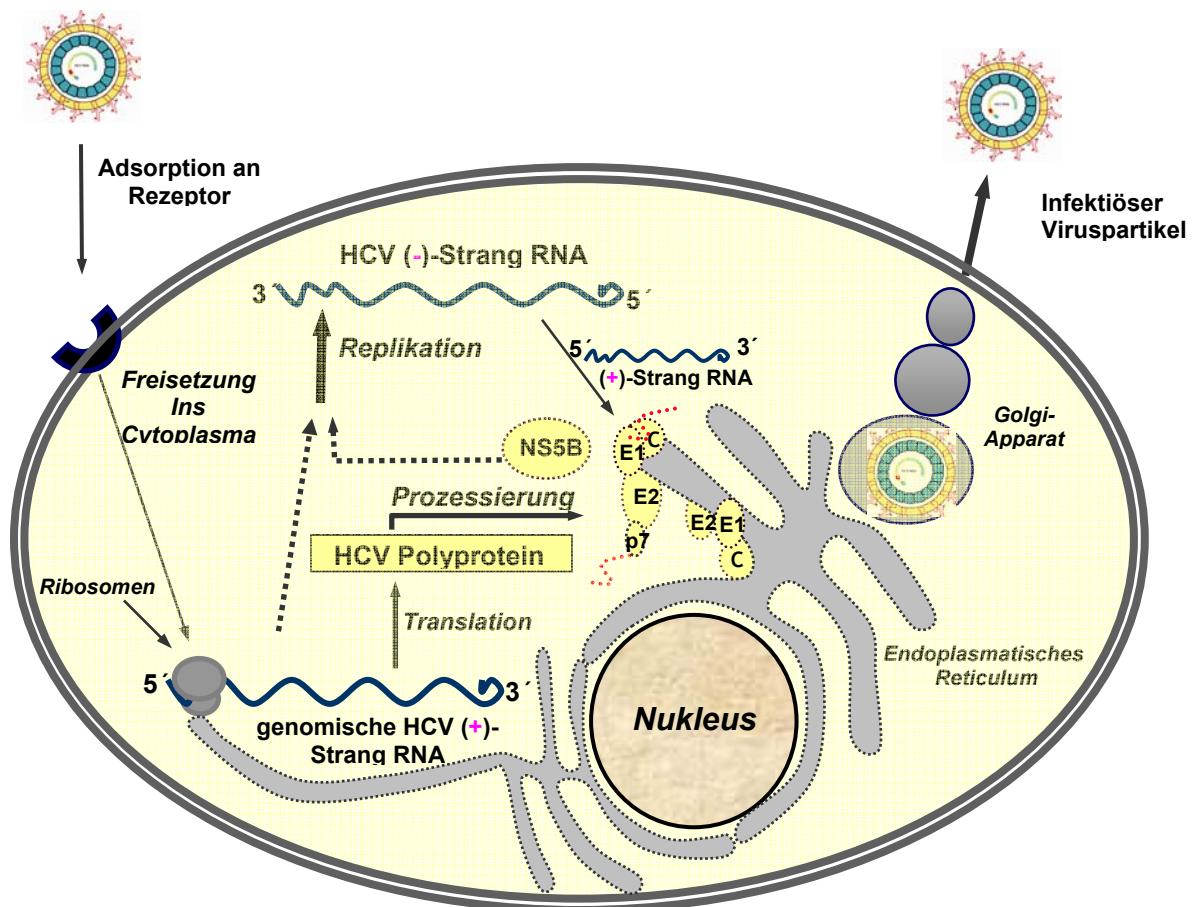 Adsorption an
Rezeptor
Infektiöser
Viruspartikel
HCV (-)-Strang RNA
3´
5´
Replikation
5´
3´
(+)-Strang RNA
Freisetzung
Ins
Cytoplasma
Golgi-
Apparat
NS5B
E1
C
E2
p7
E2
E1
C
Prozessierung
HCV Polyprotein
Ribosomen
Translation
Endoplasmatisches
Reticulum
5´
3´
genomische HCV (+)-
Strang RNA
Nukleus